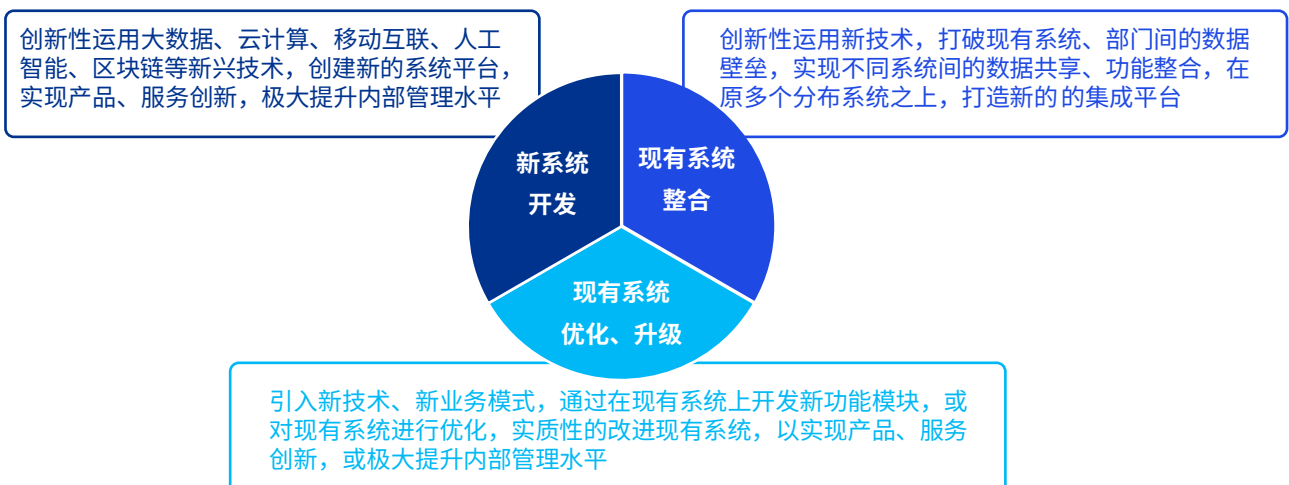 创新性运用大数据、云计算、移动互联、人工
智能、区块链等新兴技术，创建新的系统平台，
实现产品、服务创新，极大提升内部管理水平
创新性运用新技术，打破现有系统、部门间的数据
壁垒，实现不同系统间的数据共享、功能整合，在
原多个分布系统之上，打造新的的集成平台
新系统
开发
现有系统
整合
现有系统
优化、升级
引入新技术、新业务模式，通过在现有系统上开发新功能模块，或
对现有系统进行优化，实质性的改进现有系统，以实现产品、服务
创新，或极大提升内部管理水平